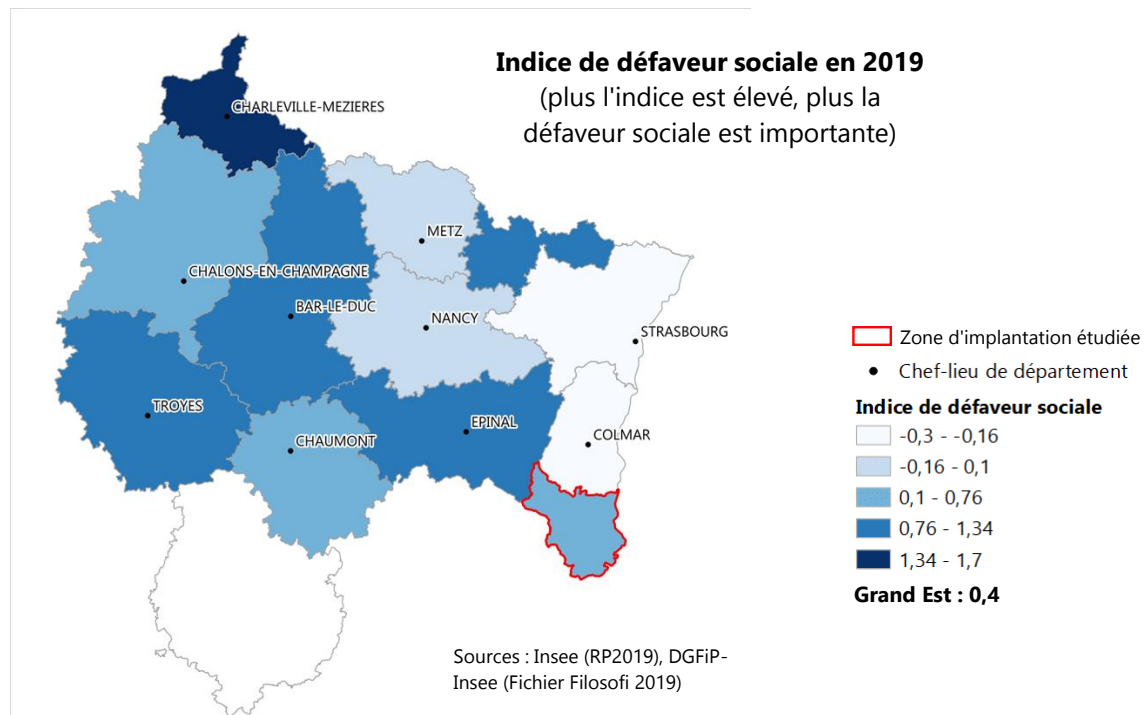 Indice de défaveur sociale en 2019
(plus l'indice est élevé, plus la
défaveur sociale est importante)
CHARLEVILLE-MEZIERES
METZ
CHALONS-EN-CHAMPAGNE
BAR-LE-DUC
NANCY
STRASBOURG
TROYES
EPINAL
CHAUMONT
COLMAR
Zone d'implantation étudiée
Chef-lieu de département
Indice de défaveur sociale
-0,3 - -0,16
-0,16 - 0,1
0,1 - 0,76
0,76 - 1,34
1,34 - 1,7
Grand Est : 0,4
Sources : Insee (RP2019), DGFiP-
Insee (Fichier Filosofi 2019)